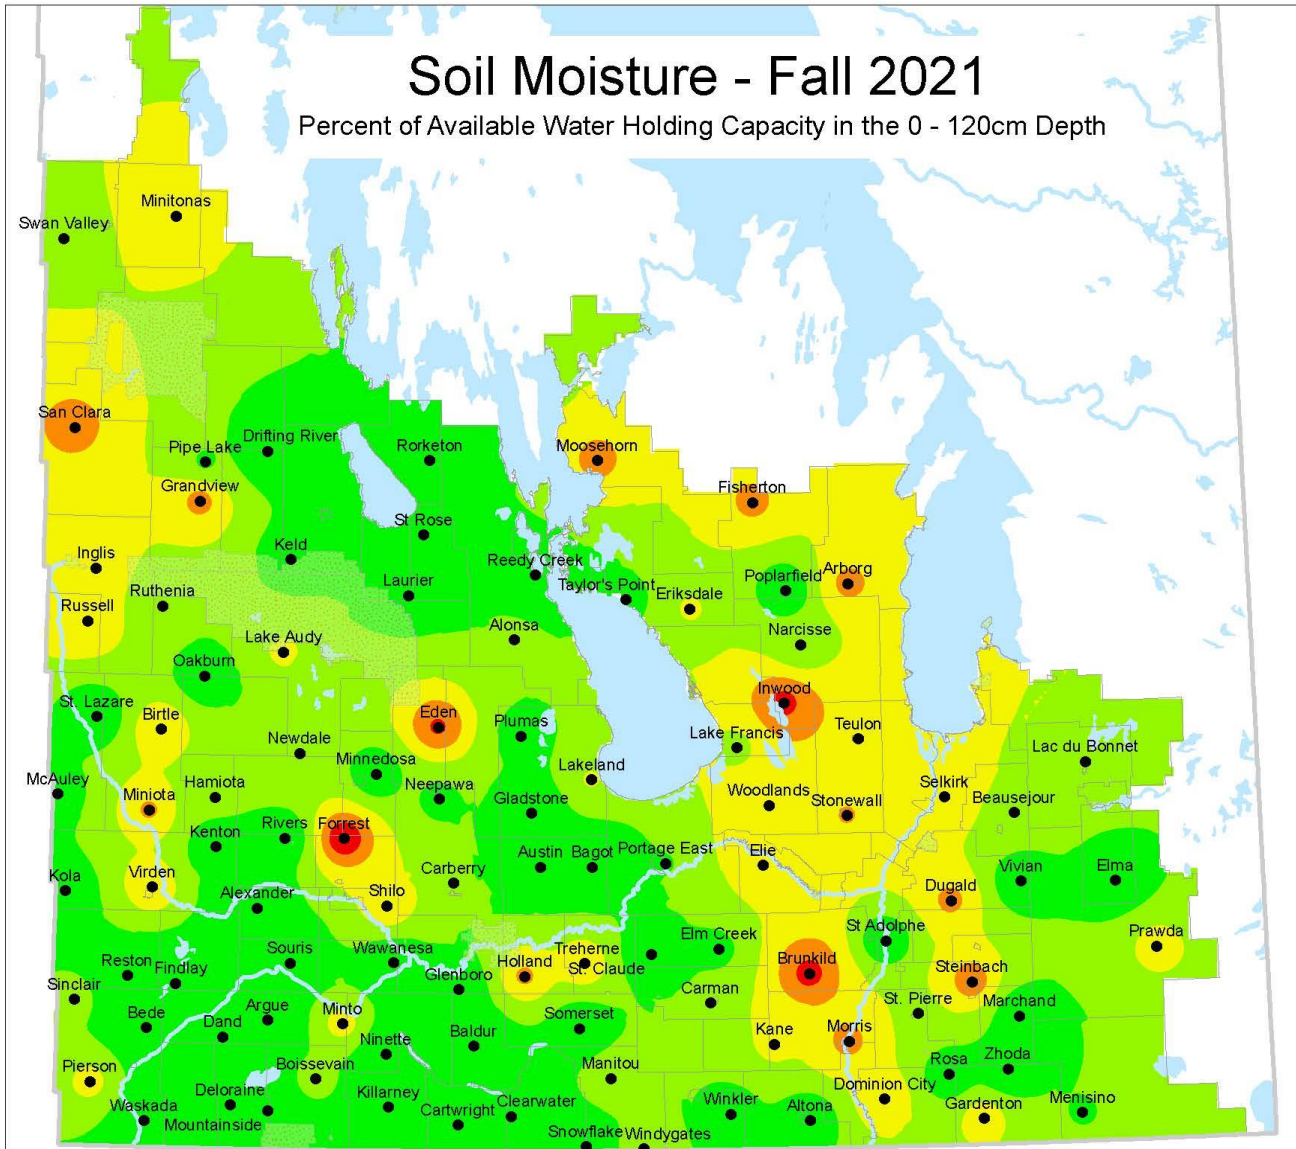 Soil Moisture - Fall 2021
Percent of Available Water Holding Capacity in the 0 - 120cm Depth
Minitonas
Swan Valley
San Clara
Drifting River
Pipe Lake
Rorketon
Moosehorn
Grandview
Fisherton
St Rose
Keld
Inglis
Reedy Creek
Laurier
Taylor's Point
Poplarfield
Arborg
Ruthenia
Eriksdale
Russell
Alonsa
Narcisse
Lake Audy
Oakburn
Inwood
St. Lazare
Birtle
Eden
Plumas
Teulon
Lake Francis
Newdale
Lac du Bonnet
Minnedosa
Lakeland
McAuley
Hamiota
Neepawa
Selkirk
Miniota
Gladstone
Woodlands
Stonewall
Beausejour
Kenton
Rivers
Forrest
Portage East
Elie
Austin
Bagot
Carberry
Vivian
Elma
Kola
Virden
Alexander
Shilo
Dugald
St Adolphe
Elm Creek
Prawda
Souris
Wawanesa
Treherne
Brunkild
Holland
St. Claude
Steinbach
Reston
Findlay
Glenboro
Sinclair
Carman
St. Pierre
Marchand
Bede
Argue
Minto
Somerset
Dand
Baldur
Kane
Morris
Ninette
Pierson
Boissevain
Manitou
Rosa
Zhoda
Dominion City
Deloraine
Killarney
Clearwater
Winkler
Altona
Gardenton
Menisino
Waskada
Mountainside
Cartwright
Snowflake
Windygates